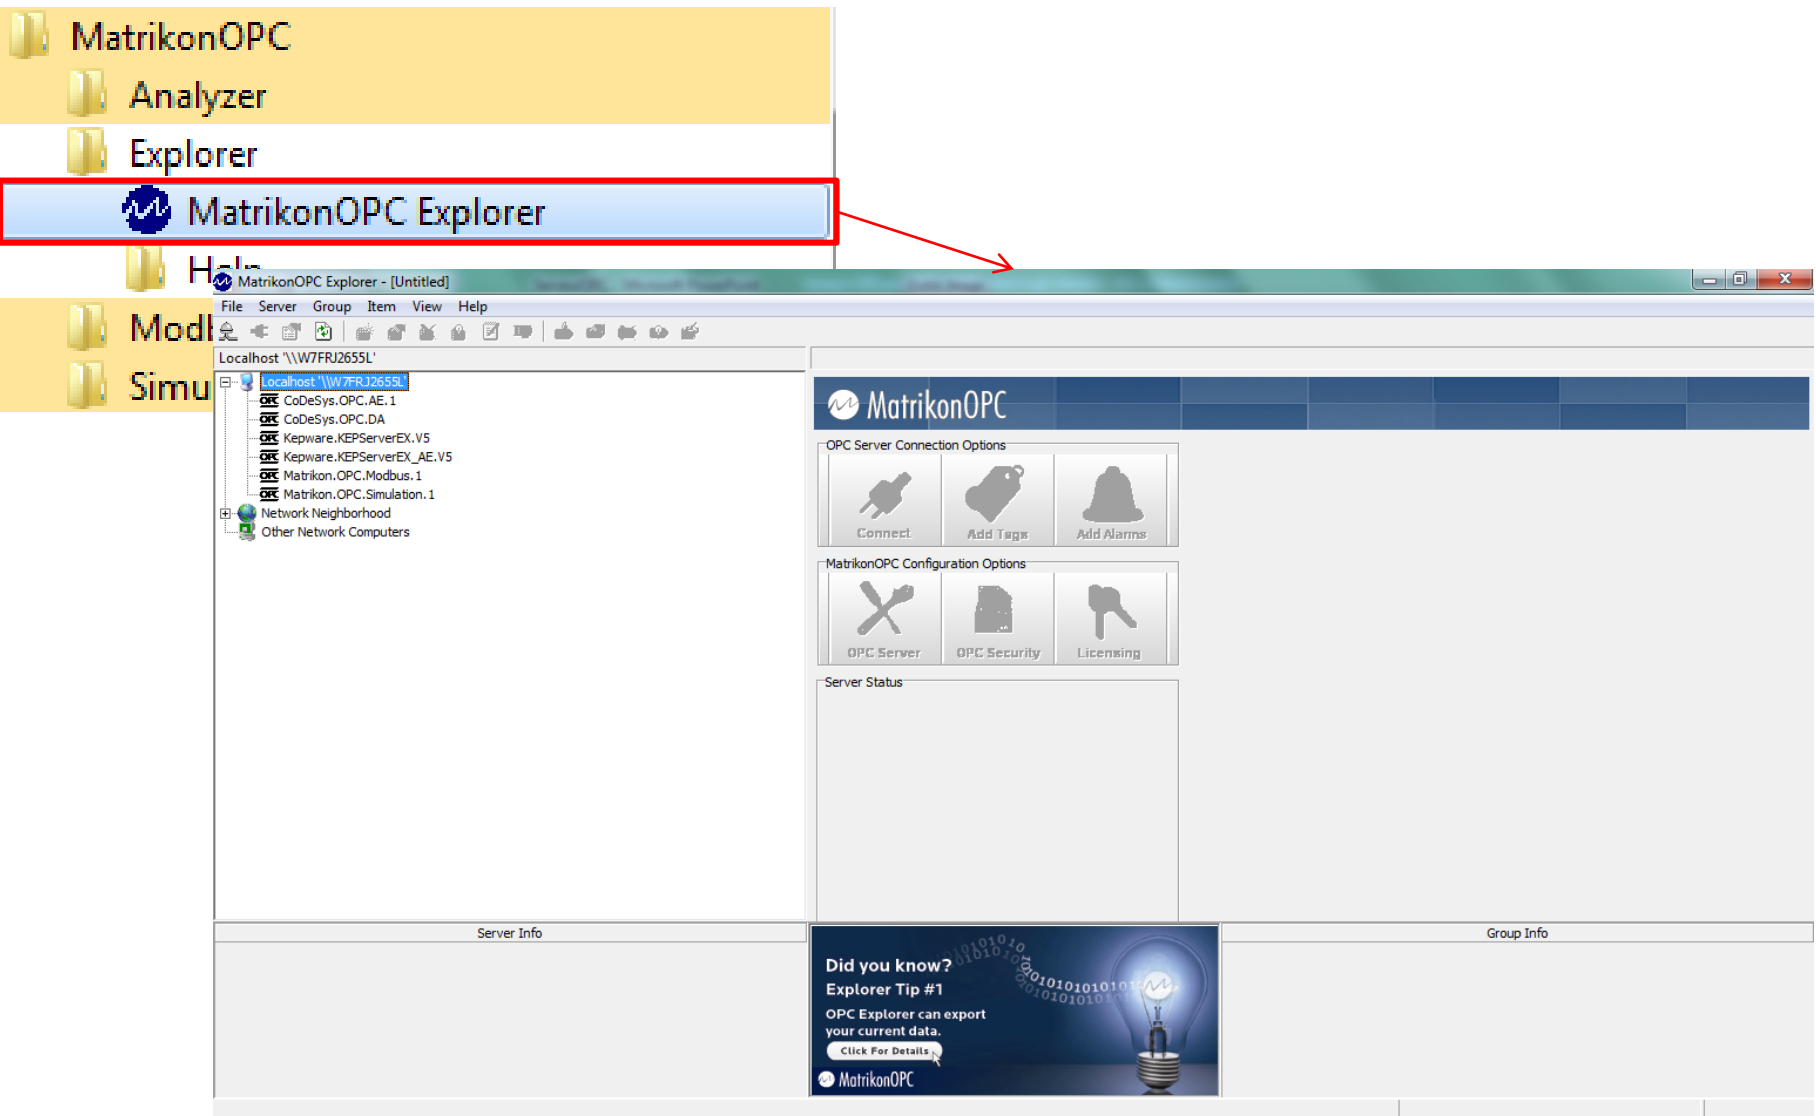 MatrikonOPC
Analyzer
Explorer
MatrikonOPC Explorer
Help
Modb
Simu
MatrikonOPC Explorer - [Untitled]
File Server Group Item View Help
Localhost '\\W7FRJ2655L'
Localhost '\\W7FRJ2655L'
CoDeSys.OPC.AE.1
CoDeSys.OPC.DA
Kepware.KEPServerEX.V5
Kepware.KEPServerEX_AE.V5
Matrikon.OPC.Modbus.1
Matrikon.OPC.Simulation.1
Network Neighborhood
Other Network Computers
MatrikonOPC
OPC Server Connection Options
Connect Add Tags Add Alarms
MatrikonOPC Configuration Options
OPC Server OPC Security Licensing
Server Status
Server Info
Did you know?
Explorer Tip #1
OPC Explorer can export
your current data.
Click For Details
MatrikonOPC
Group Info